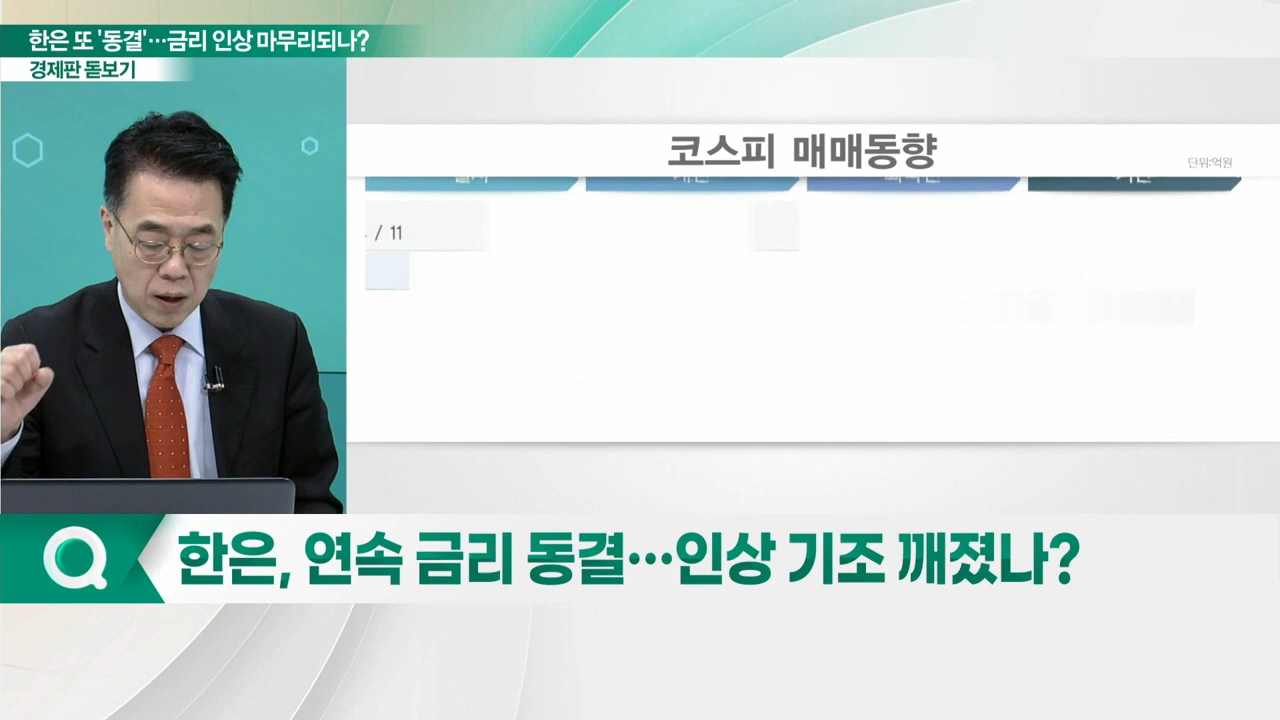 한은 또 '동결'…금리 인상 마무리되나?
경제판 돋보기
코스피 매매동향
단위:억원
/ 11
한은, 연속 금리 동결…인상 기조 깨졌나?